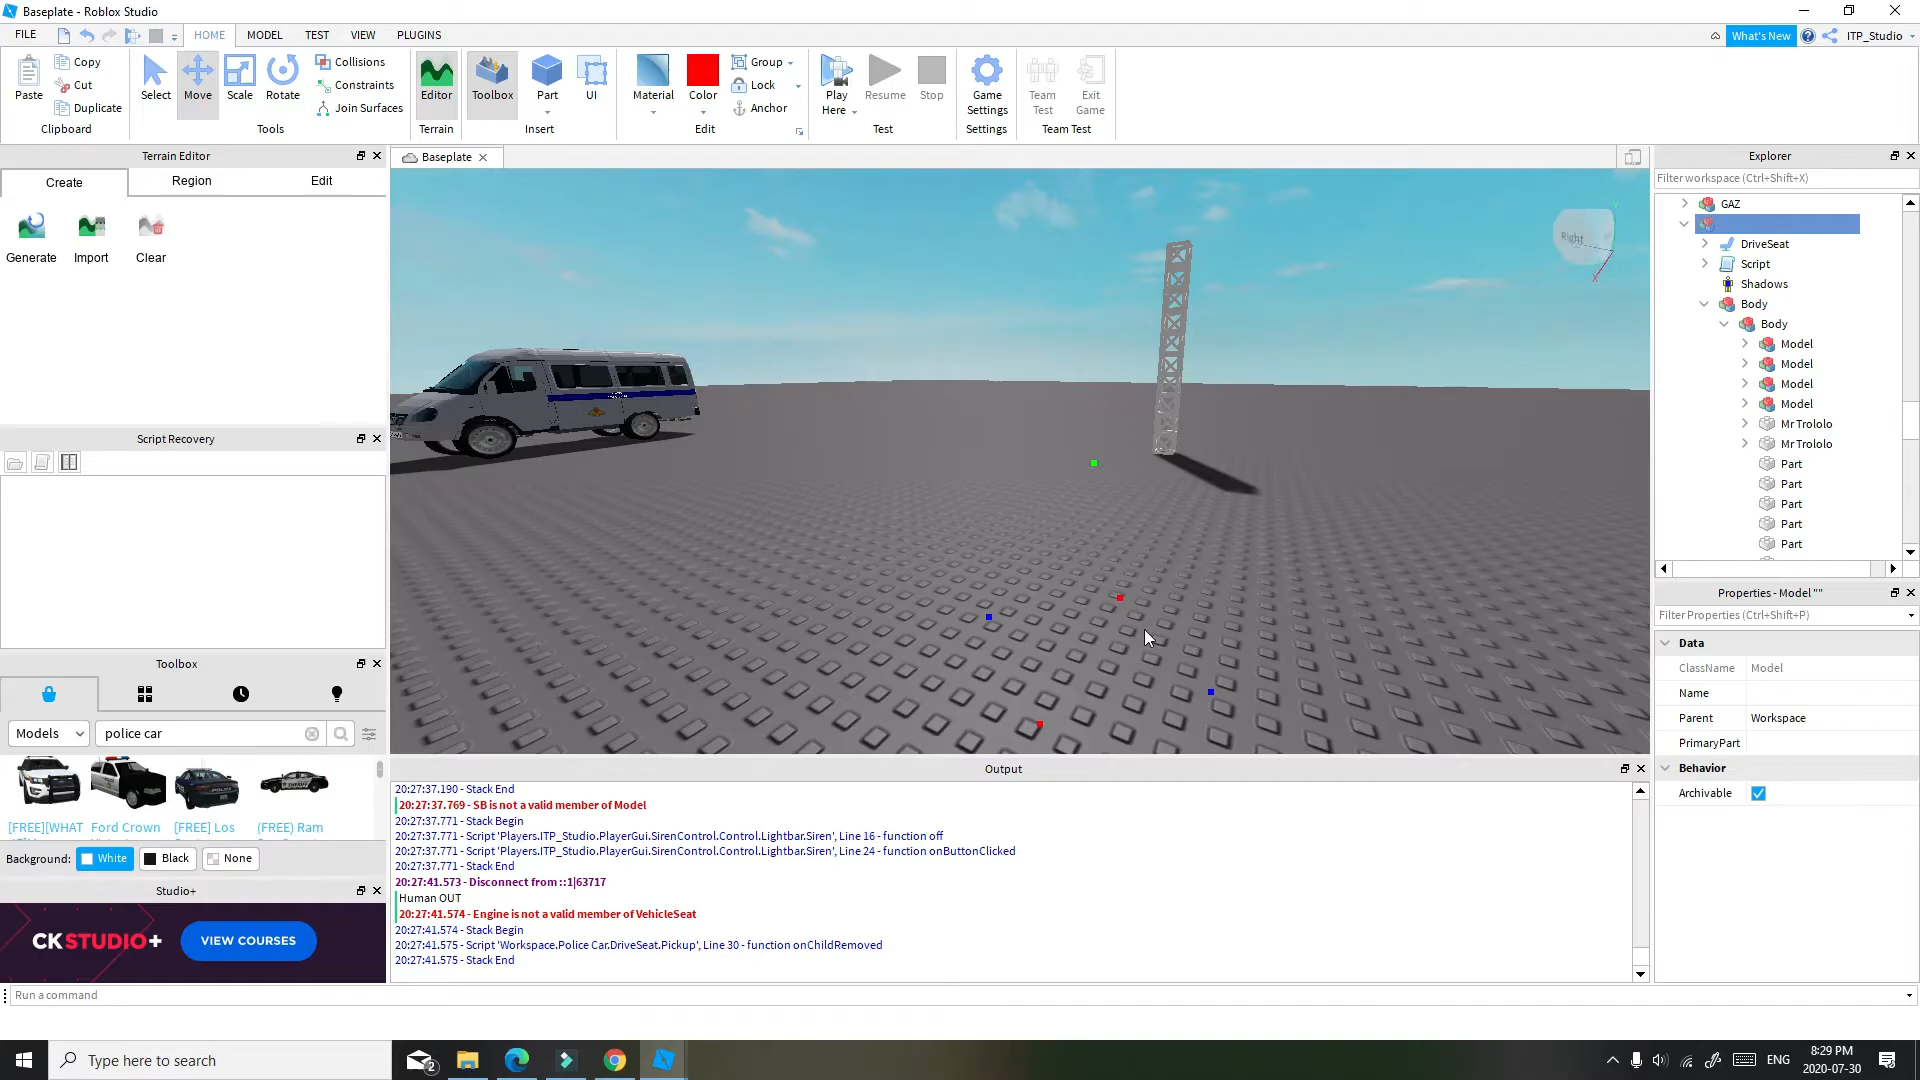 Baseplate - Roblox Studio
FILE
HOME
MODEL
TEST
VIEW
PLUGINS
What's New
ITP_Studio
Paste
Copy
Cut
Duplicate
Clipboard
Select
Move
Scale
Rotate
Collisions
Constraints
Join Surfaces
Tools
Editor
Terrain
Toolbox
Part
UI
Insert
Material
Color
Group
Lock
Anchor
Edit
Play
Here
Resume
Stop
Test
Game
Settings
Settings
Team
Test
Exit
Game
Team Test
Terrain Editor
Create
Region
Edit
Generate
Import
Clear
Script Recovery
Toolbox
Models
police car
[FREE][WHAT
Ford Crown
[FREE] Los
(FREE) Ram
Background:
White
Black
None
Studio+
CKSTUDIO+
VIEW COURSES
Baseplate
Right
Output
20:27:37.190 - Stack End
20:27:37.769 - SB is not a valid member of Model
20:27:37.771 - Stack Begin
20:27:37.771 - Script 'Players.ITP_Studio.PlayerGui.SirenControl.Control.Lightbar.Siren', Line 16 - function off
20:27:37.771 - Script 'Players.ITP_Studio.PlayerGui.SirenControl.Control.Lightbar.Siren', Line 24 - function onButtonClicked
20:27:37.771 - Stack End
20:27:41.573 - Disconnect from ::1|63717
Human OUT
20:27:41.574 - Engine is not a valid member of VehicleSeat
20:27:41.574 - Stack Begin
20:27:41.575 - Script 'Workspace.Police Car.DriveSeat.Pickup', Line 30 - function onChildRemoved
20:27:41.575 - Stack End
Explorer
Filter workspace (Ctrl+Shift+X)
GAZ
DriveSeat
Script
Shadows
Body
Body
Model
Model
Model
Model
Mr Trololo
Mr Trololo
Part
Part
Part
Part
Part
Properties - Model ""
Filter Properties (Ctrl+Shift+P)
Data
ClassName Model
Name
Parent Workspace
PrimaryPart
Behavior
Archivable
Run a command
Type here to search
2
ENG
8:29 PM
2020-07-30